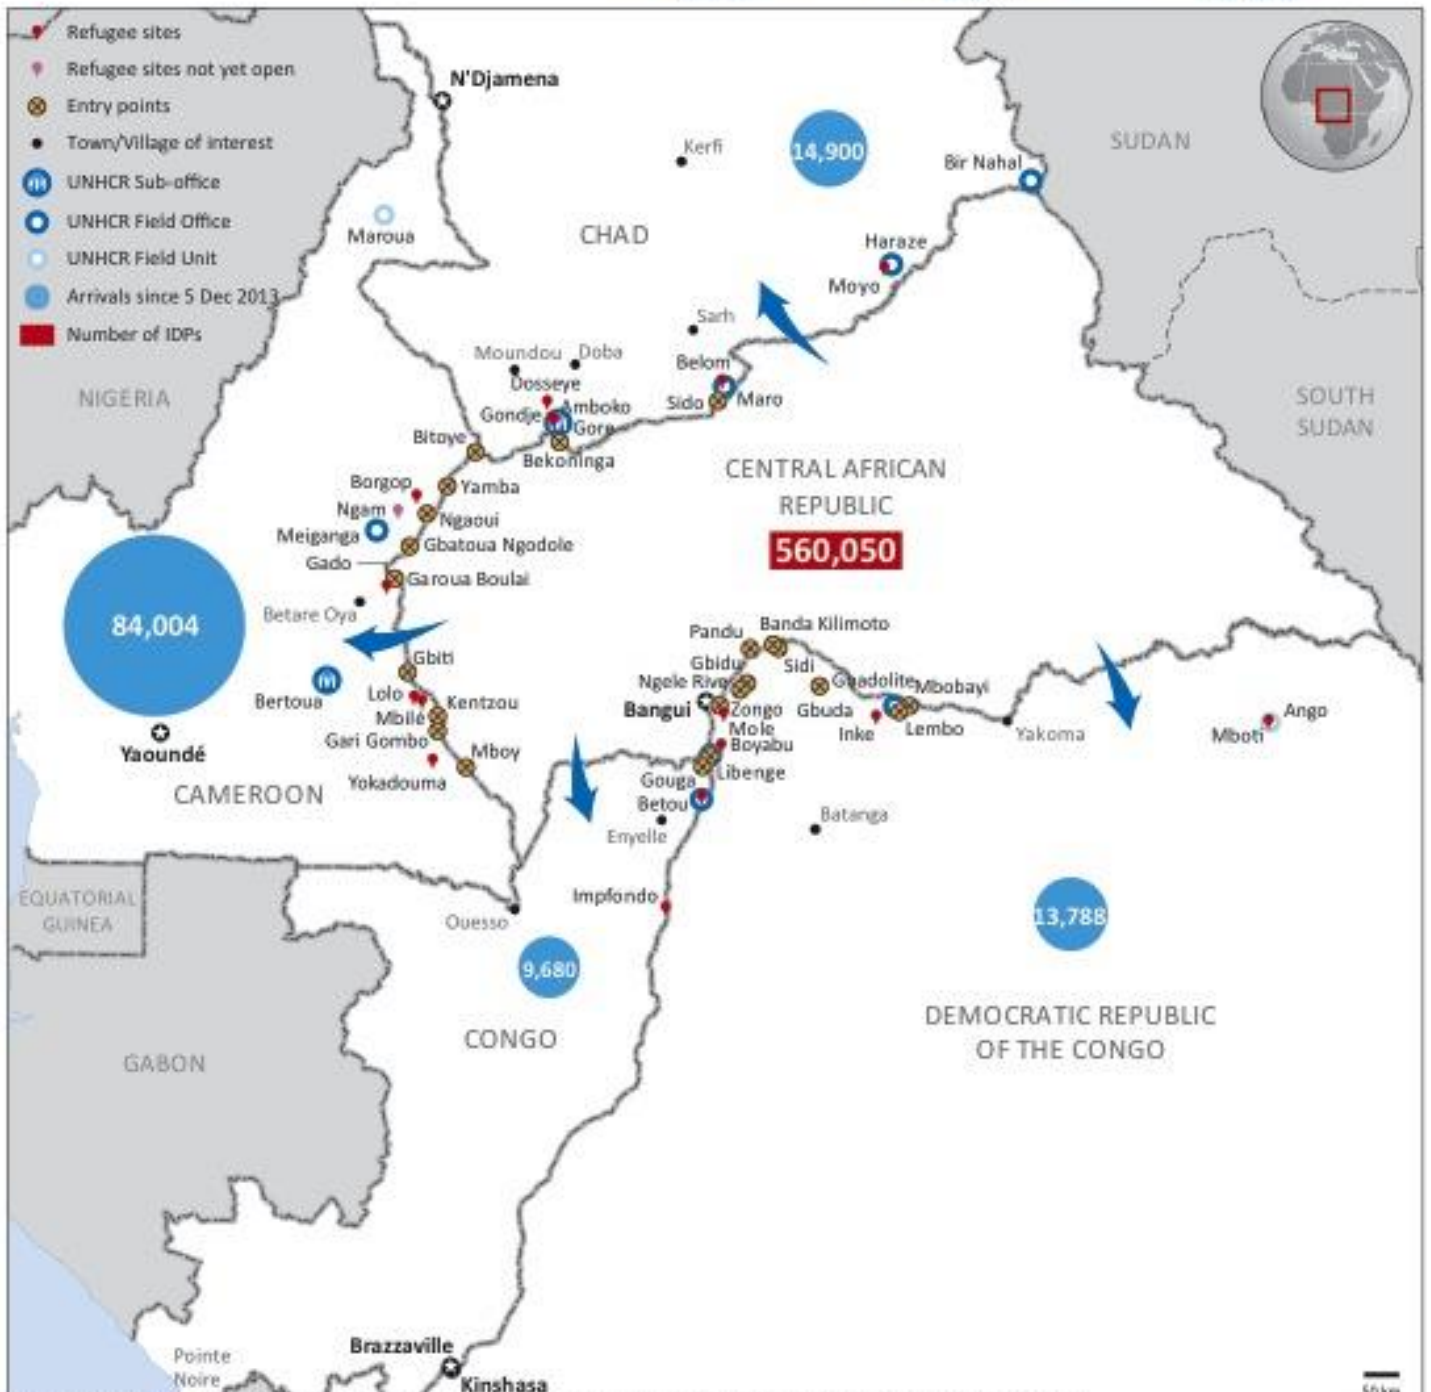 Refugee sites
Refugee sites not yet open
Entry points
Town/Village of interest
UNHCR Sub-office
UNHCR Field Office
UNHCR Field Unit
Arrivals since 5 Dec 2013
Number of IDPs
N'Djamena
Kerfi
14,900
SUDAN
Bir Nahal
Maroua
CHAD
Haraze
Moyo
Sarh
NIGERIA
Moundou
Doba
Dosseye
Belom
Gondje
Amboko
Gore
Sido
Maro
SOUTH
SUDAN
Bitoye
Bekoninga
CENTRAL AFRICAN
REPUBLIC
560,050
Borgop
Yamba
Ngam
Ngaoui
Meiganga
Gbatoua Ngodole
Gado
Garoua Boulai
Betare Oya
84,004
Pandu
Banda Kilimoto
Gbiti
Gbidu
Sidi
Ngele Rive
Gbadolite
Mbobayi
Bertoua
Lolo
Kentzou
Bangui
Zongo
Gbuda
Mbile
Mole
Inke
Lembo
Yakoma
Ango
Mboti
Yaoundé
Gari Gombo
Mboy
Boyabu
Yokadouma
Gouga
Libenge
CAMEROON
Betou
Enyelle
Batanga
EQUATORIAL
GUINEA
Impfondo
Ouesso
13,788
9,680
CONGO
DEMOCRATIC REPUBLIC
OF THE CONGO
GABON
Pointe
Noire
Brazzaville
Kinshasa
50km